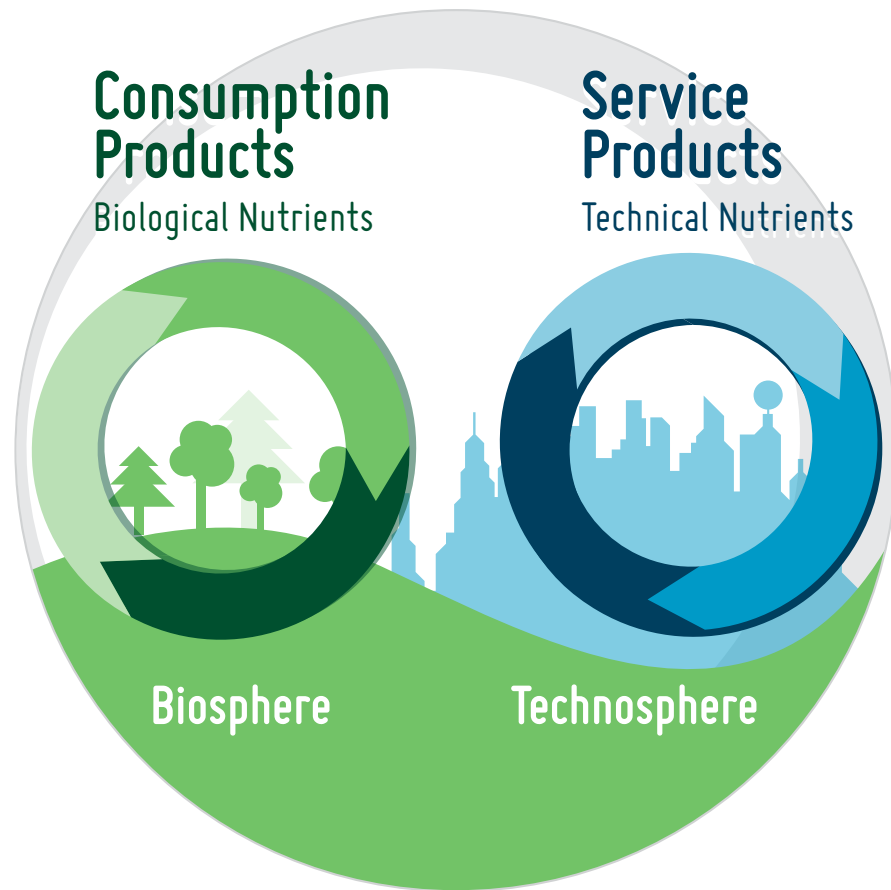 Consumption
Products
Biological Nutrients
Service
Products
Technical Nutrients
Biosphere
Technosphere